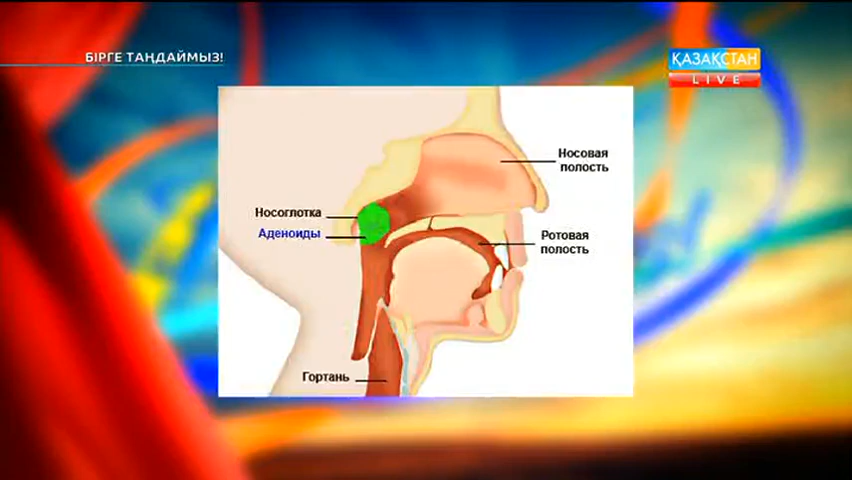 БІРГЕ ТАҢДАЙМЫЗ!
ҚАЗАҚСТАН
LIVE
Носовая
полость
Носоглотка
Аденоиды
Ротовая
полость
Гортань